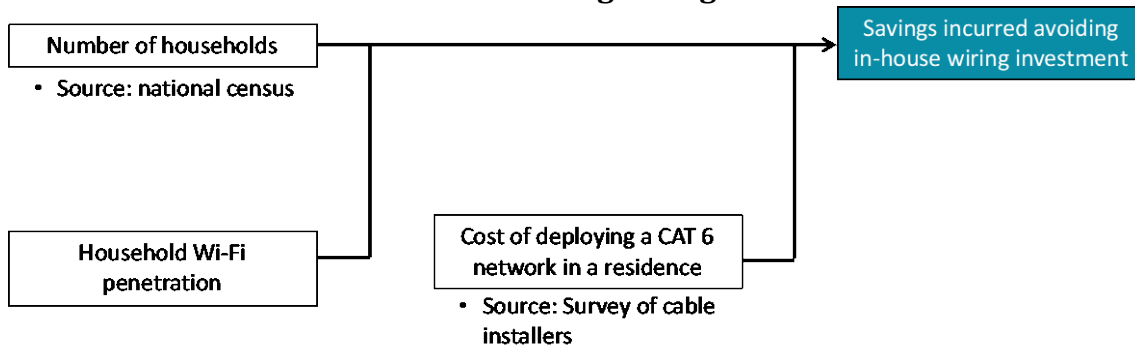 Number of households
• Source: national census
Savings incurred avoiding
in-house wiring investment
Household Wi-Fi
penetration
Cost of deploying a CAT 6
network in a residence
• Source: Survey of cable
installers